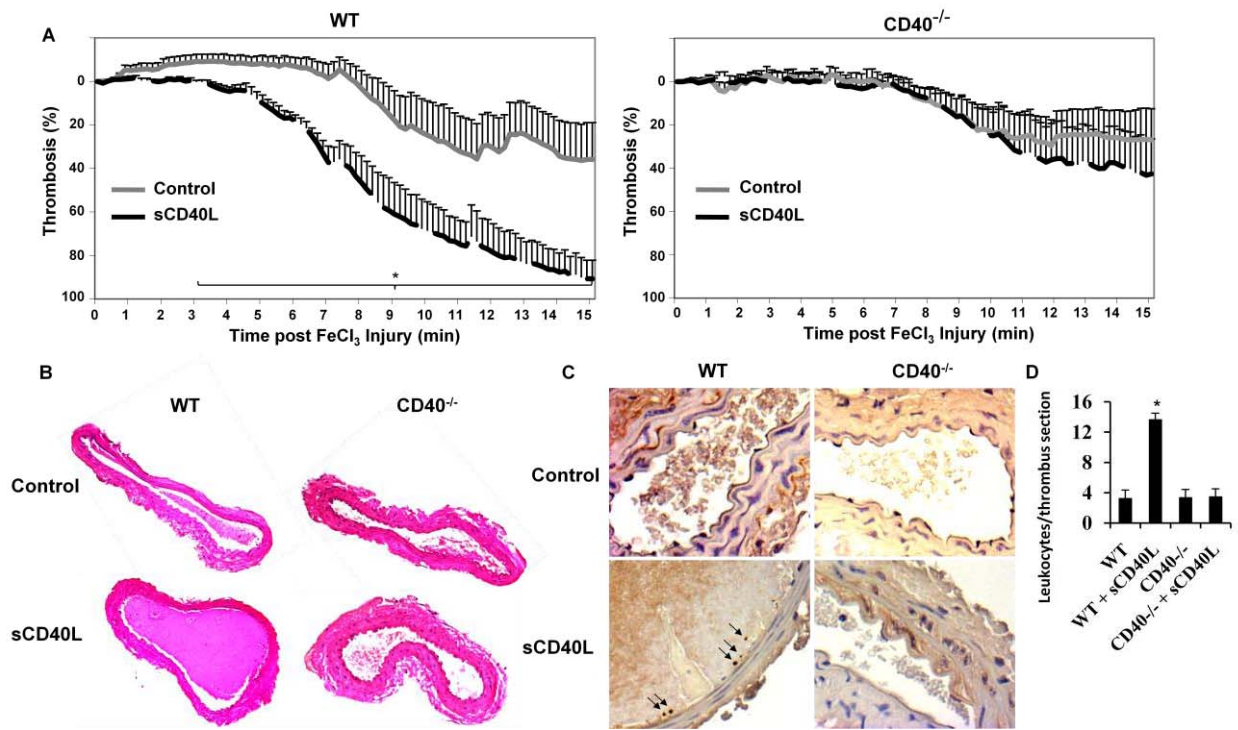 A
WT
CD40-/-
Thrombosis (%)
0
20
40
60
80
100
Control
sCD40L
*
0 1 2 3 4 5 6 7 8 9 10 11 12 13 14 15
Time post FeCl3 Injury (min)
Thrombosis (%)
0
20
40
60
80
100
Control
sCD40L
0 1 2 3 4 5 6 7 8 9 10 11 12 13 14 15
Time post FeCl3 Injury (min)
B
WT
CD40-/-
Control
sCD40L
C
WT
CD40-/-
Control
sCD40L
D
Leukocytes/thrombus section
16
12
8
4
0
*
WT
WT + sCD40L
CD40-/-
CD40-/- + sCD40L